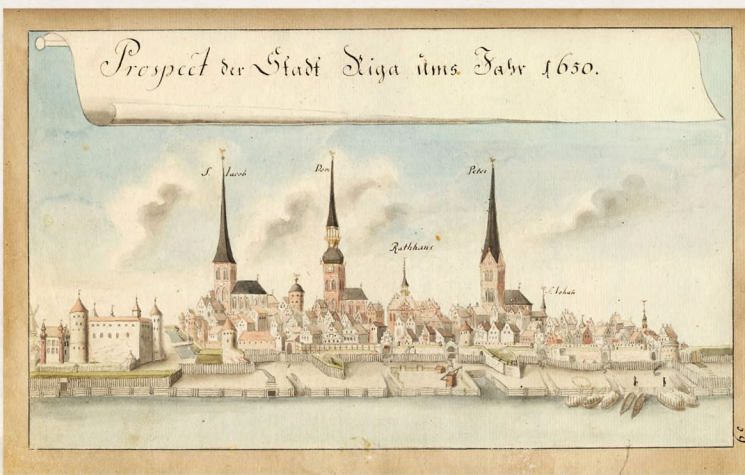 Prospect der Stadt Riga ums Jahr 1650.
S. Jacob
Dom
Peter
Rathhaus
S. Johan